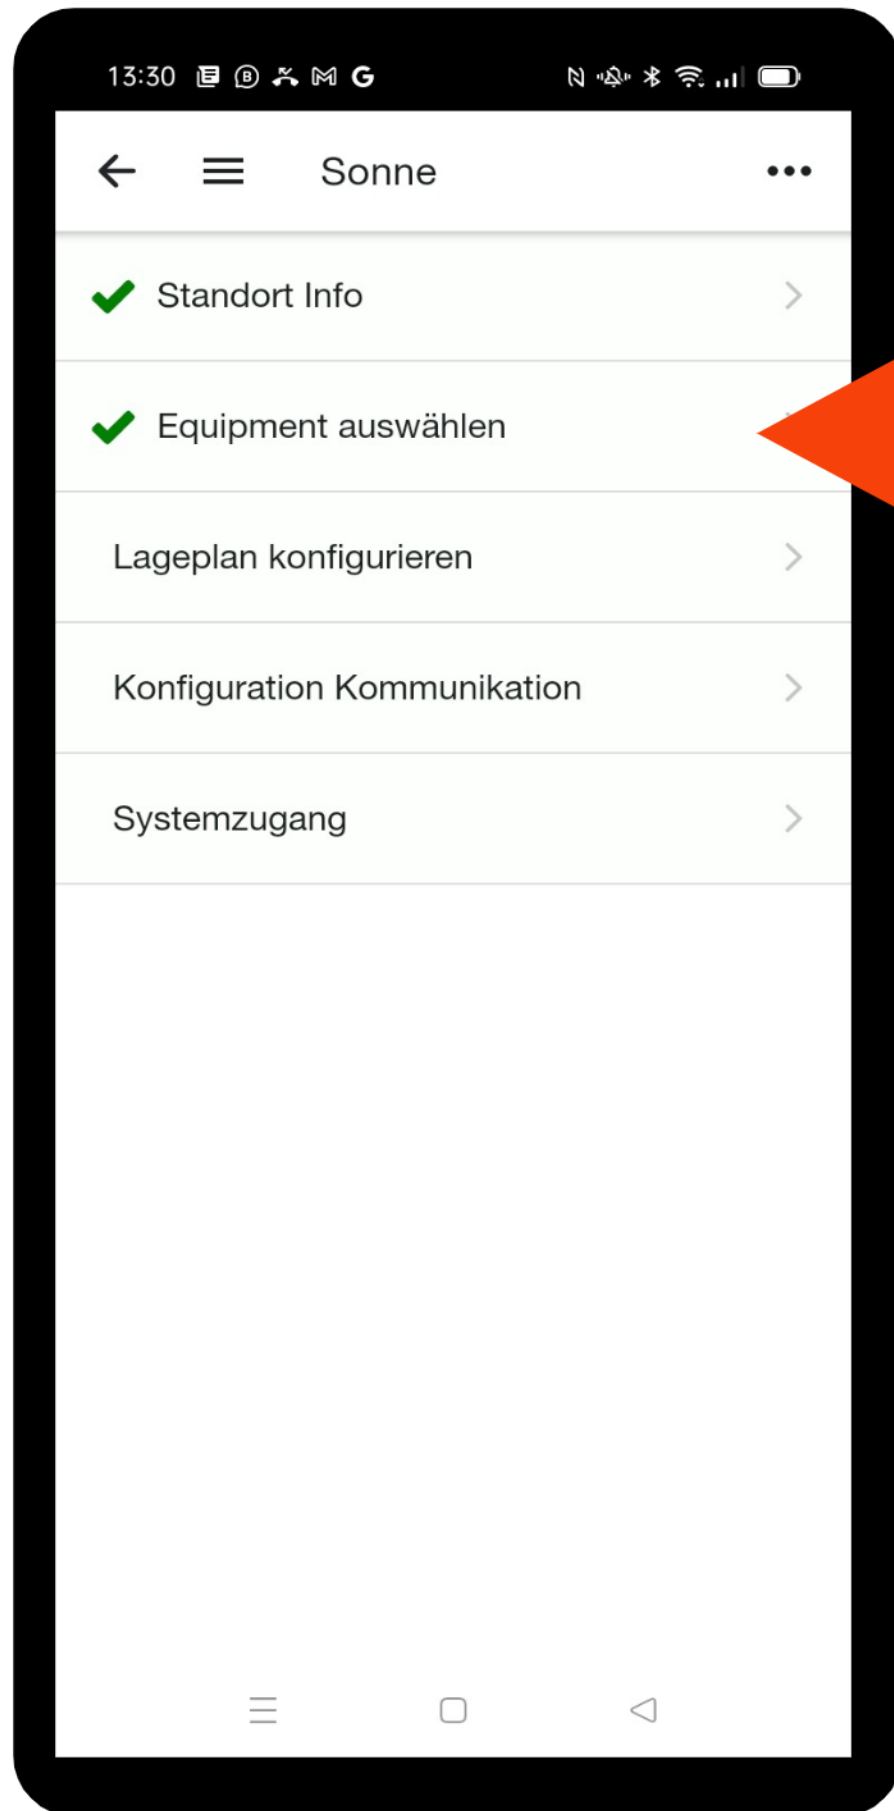 13:30
Sonne
Standort Info
Equipment auswählen
Lageplan konfigurieren
Konfiguration Kommunikation
Systemzugang